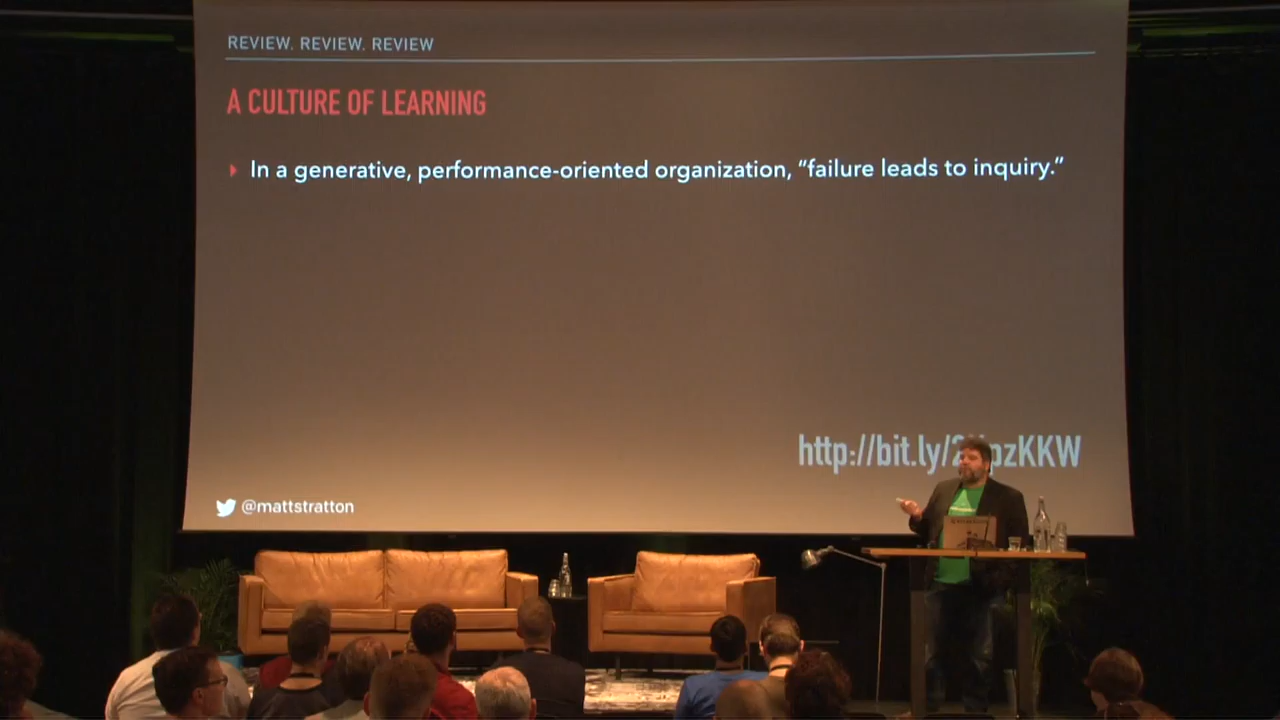 REVIEW. REVIEW. REVIEW
A CULTURE OF LEARNING
In a generative, performance-oriented organization, “failure leads to inquiry.”
@mattstratton